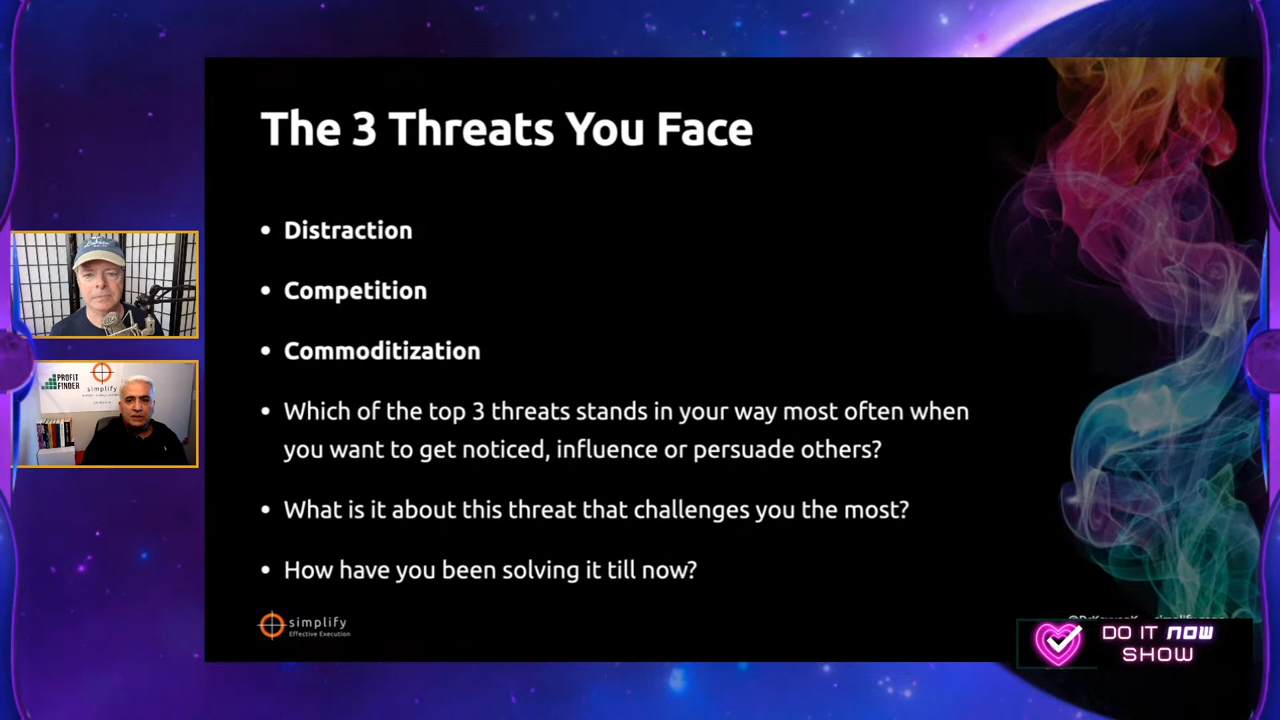 The 3 Threats You Face
• Distraction
• Competition
• Commoditization
• Which of the top 3 threats stands in your way most often when
you want to get noticed, influence or persuade others?
• What is it about this threat that challenges you the most?
• How have you been solving it till now?
simplify
Effective Execution
DO IT NOW
SHOW
PROFIT
FINDER
simplify